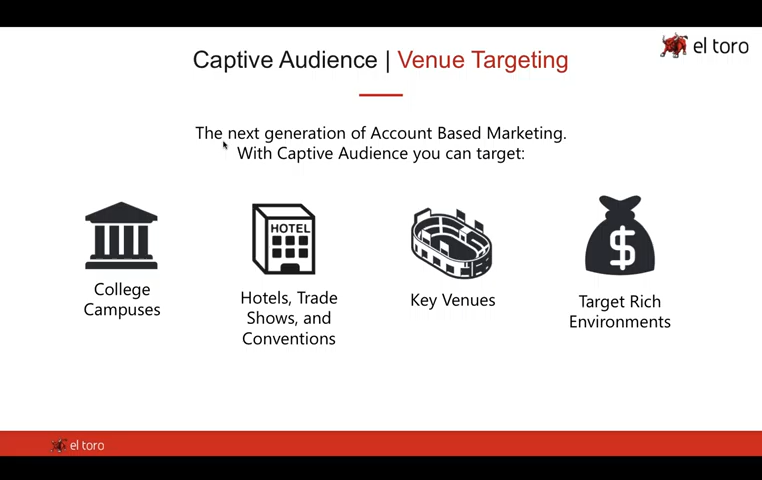 Captive Audience | Venue Targeting
el toro
The next generation of Account Based Marketing.
With Captive Audience you can target:
HOTEL
$
College
Campuses
Hotels, Trade
Shows, and
Conventions
Key Venues
Target Rich
Environments
el toro